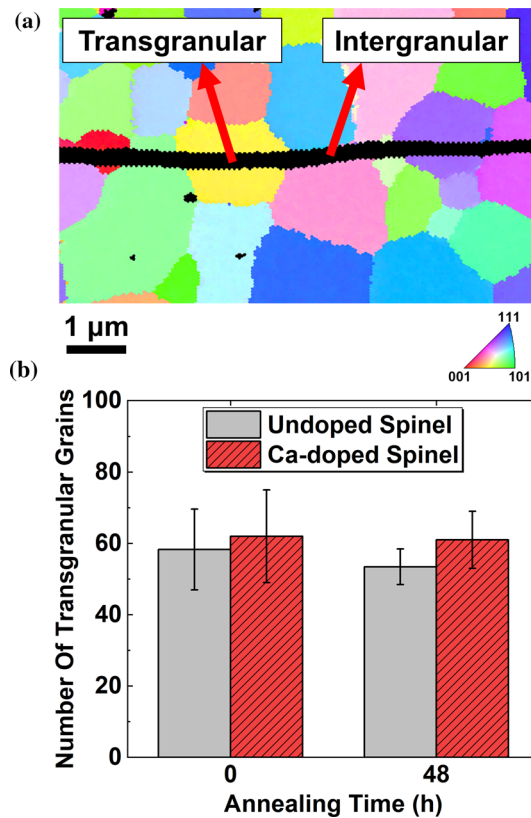 (a)
Transgranular
Intergranular
1 μm
111
001
101
(b)
100
80
60
40
20
0
Number Of Transgranular Grains
Undoped Spinel
Ca-doped Spinel
0
48
Annealing Time (h)